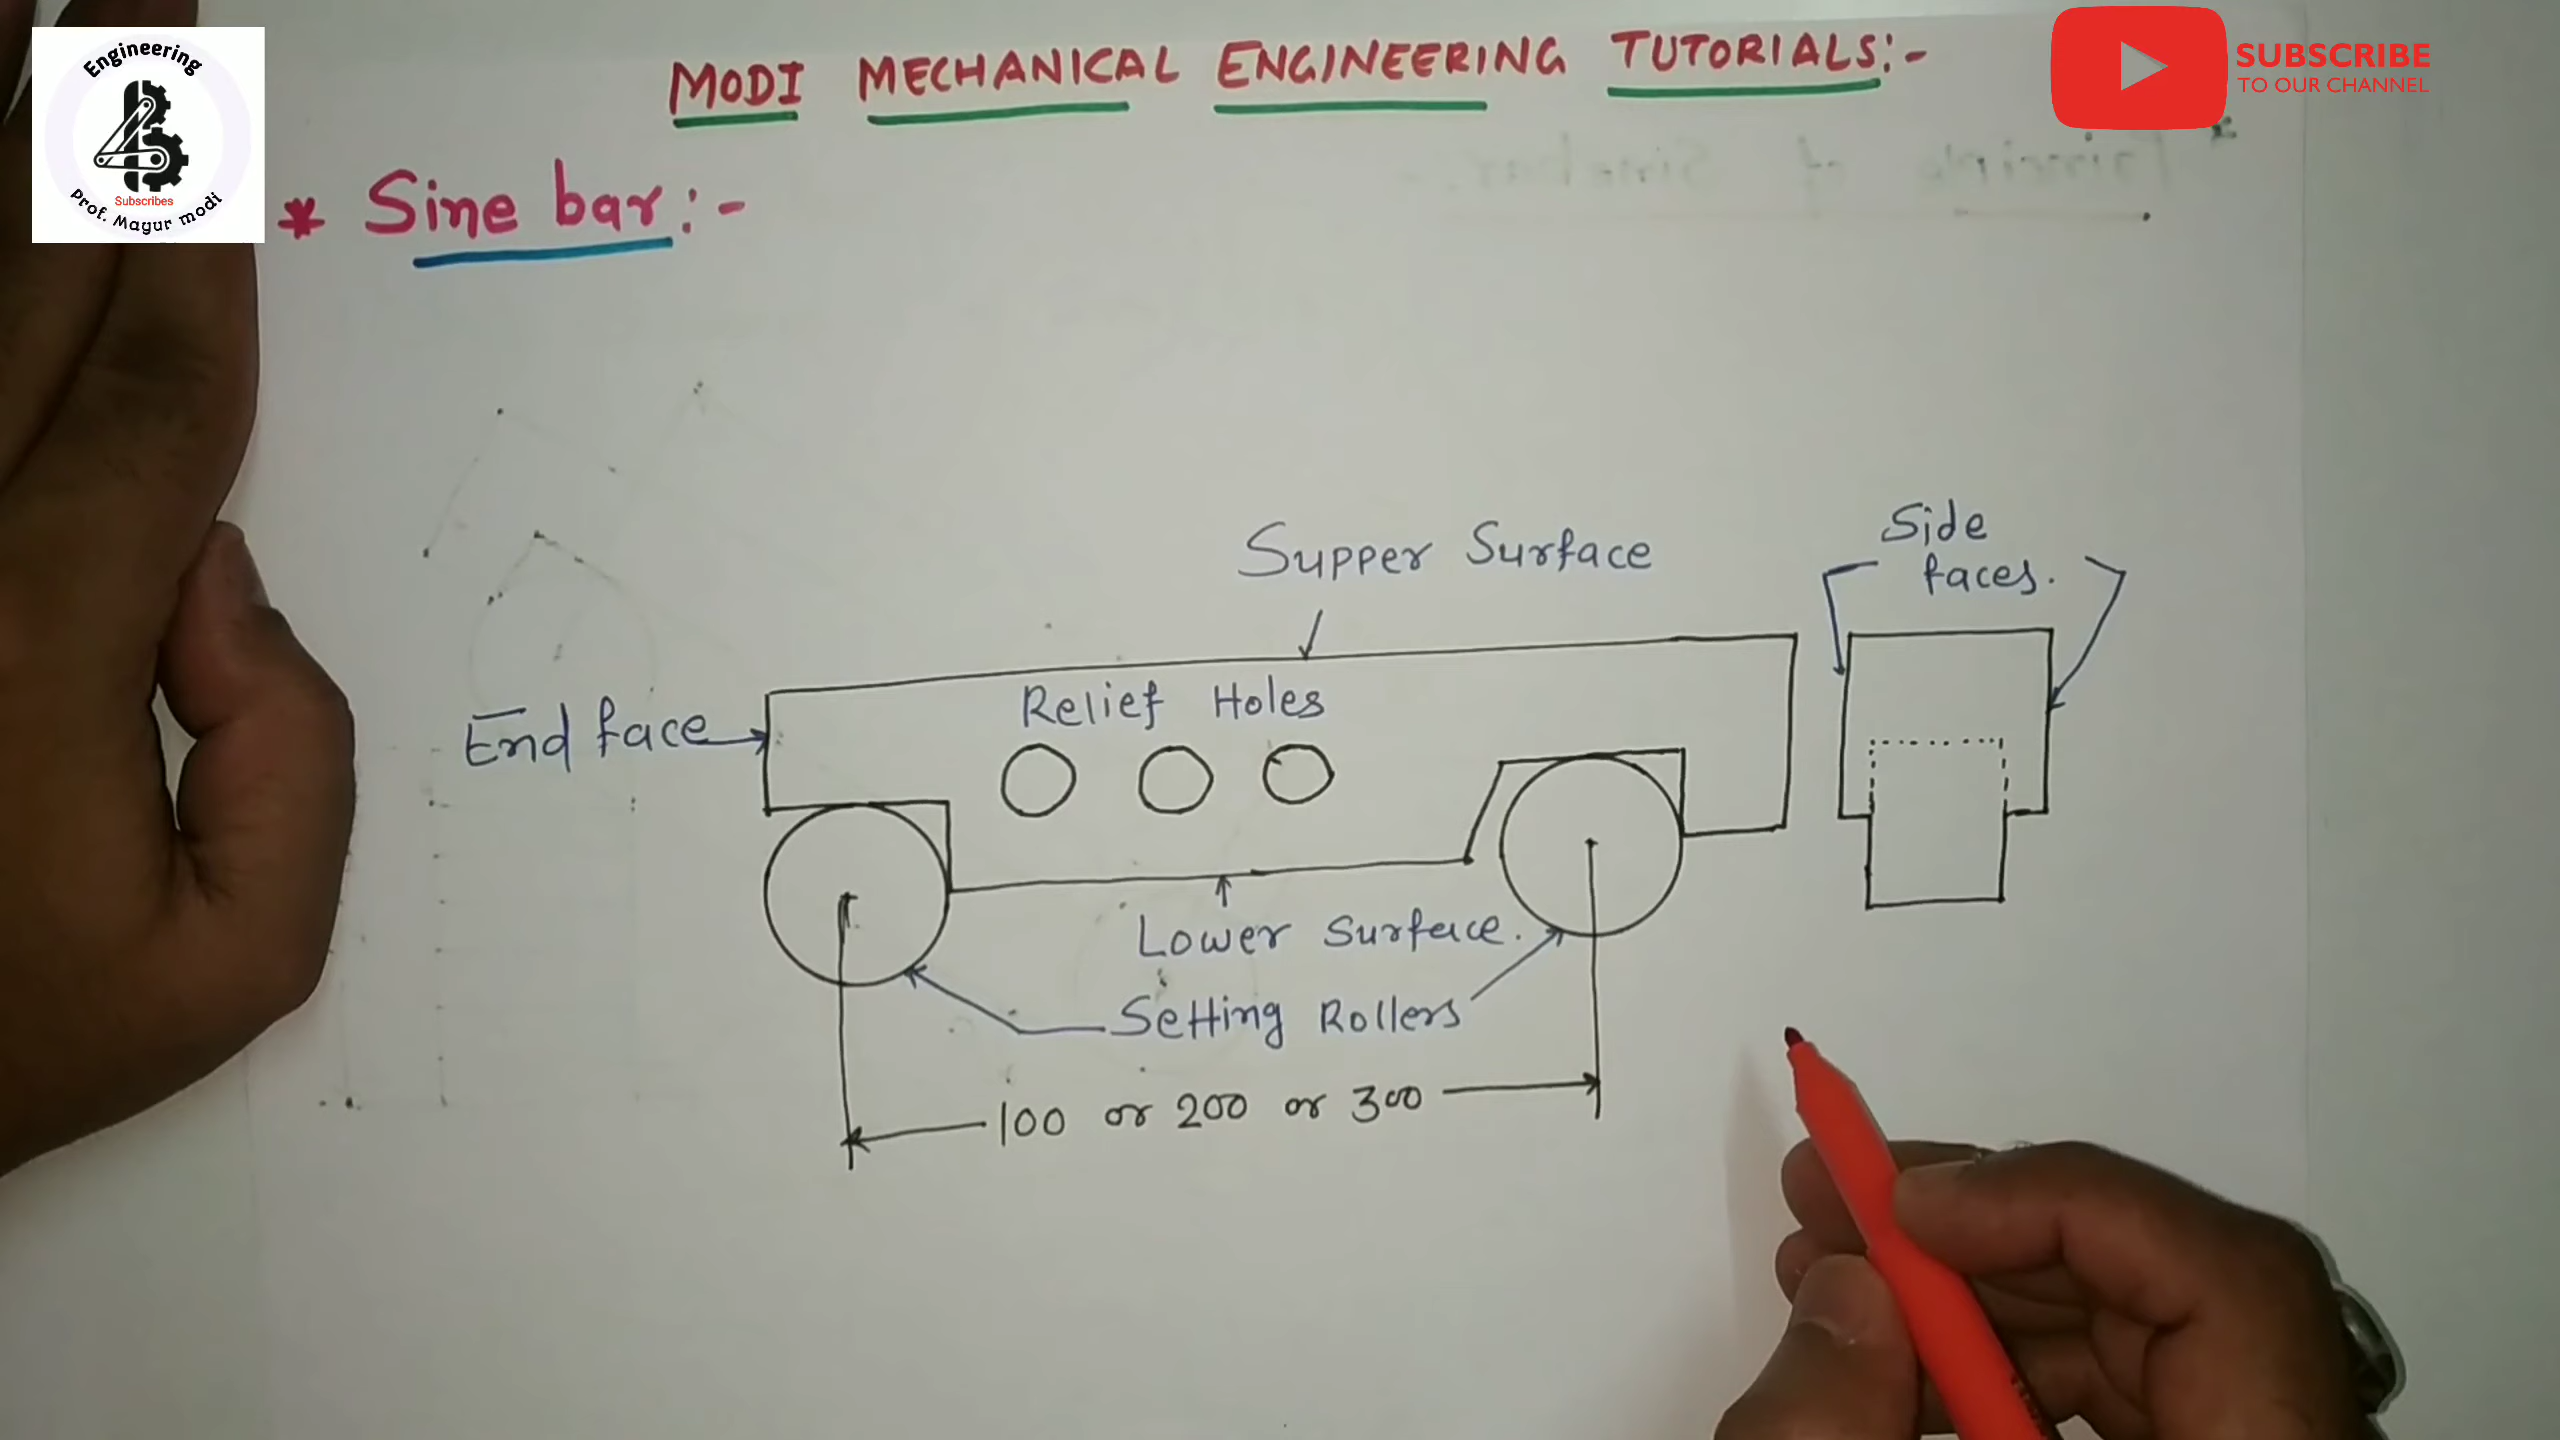 Engineering
Subscribes
Prof. Mayur modi
MODI MECHANICAL ENGINEERING TUTORIALS:-
SUBSCRIBE
TO OUR CHANNEL
* Sine bar:-
Supper Surface
Side
faces.
End face
Relief Holes
Lower Surface.
Setting Rollers
100 or 200 or 300